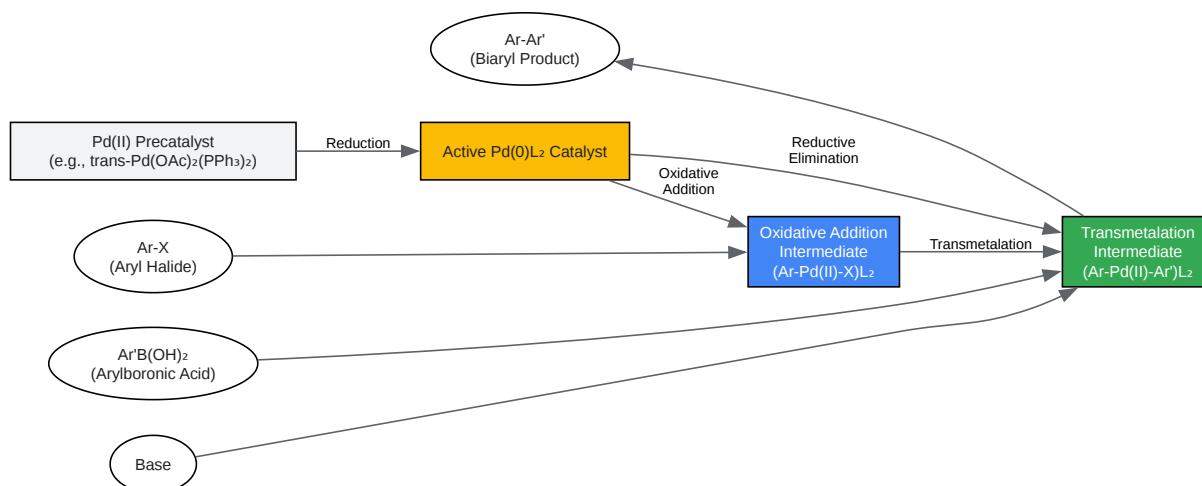 Ar-Ar'
(Biaryl Product)
Pd(II) Precatalyst
(e.g., trans-Pd(OAc)₂(PPh₃)₂)
Reduction
Active Pd(0)L₂ Catalyst
Reductive
Elimination
Oxidative
Addition
Ar-X
(Aryl Halide)
Oxidative Addition
Intermediate
(Ar-Pd(II)-X)L₂
Transmetalation
Transmetalation
Intermediate
(Ar-Pd(II)-Ar')L₂
Ar'B(OH)₂
(Arylboronic Acid)
Base